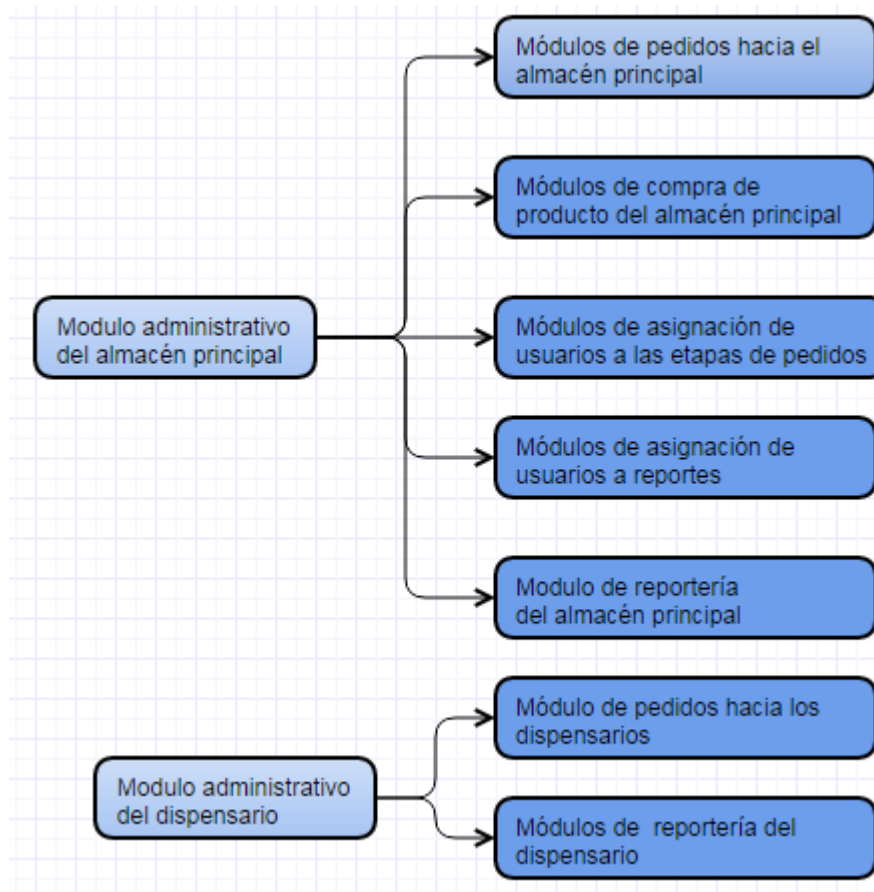 Módulos de pedidos hacia el
almacén principal
Módulos de compra de
producto del almacén principal
Modulo administrativo
del almacén principal
Módulos de asignación de
usuarios a las etapas de pedidos
Módulos de asignación de
usuarios a reportes
Modulo de reportería
del almacén principal
Módulo de pedidos hacia los
dispensarios
Modulo administrativo
del dispensario
Módulos de  reportería del
dispensario